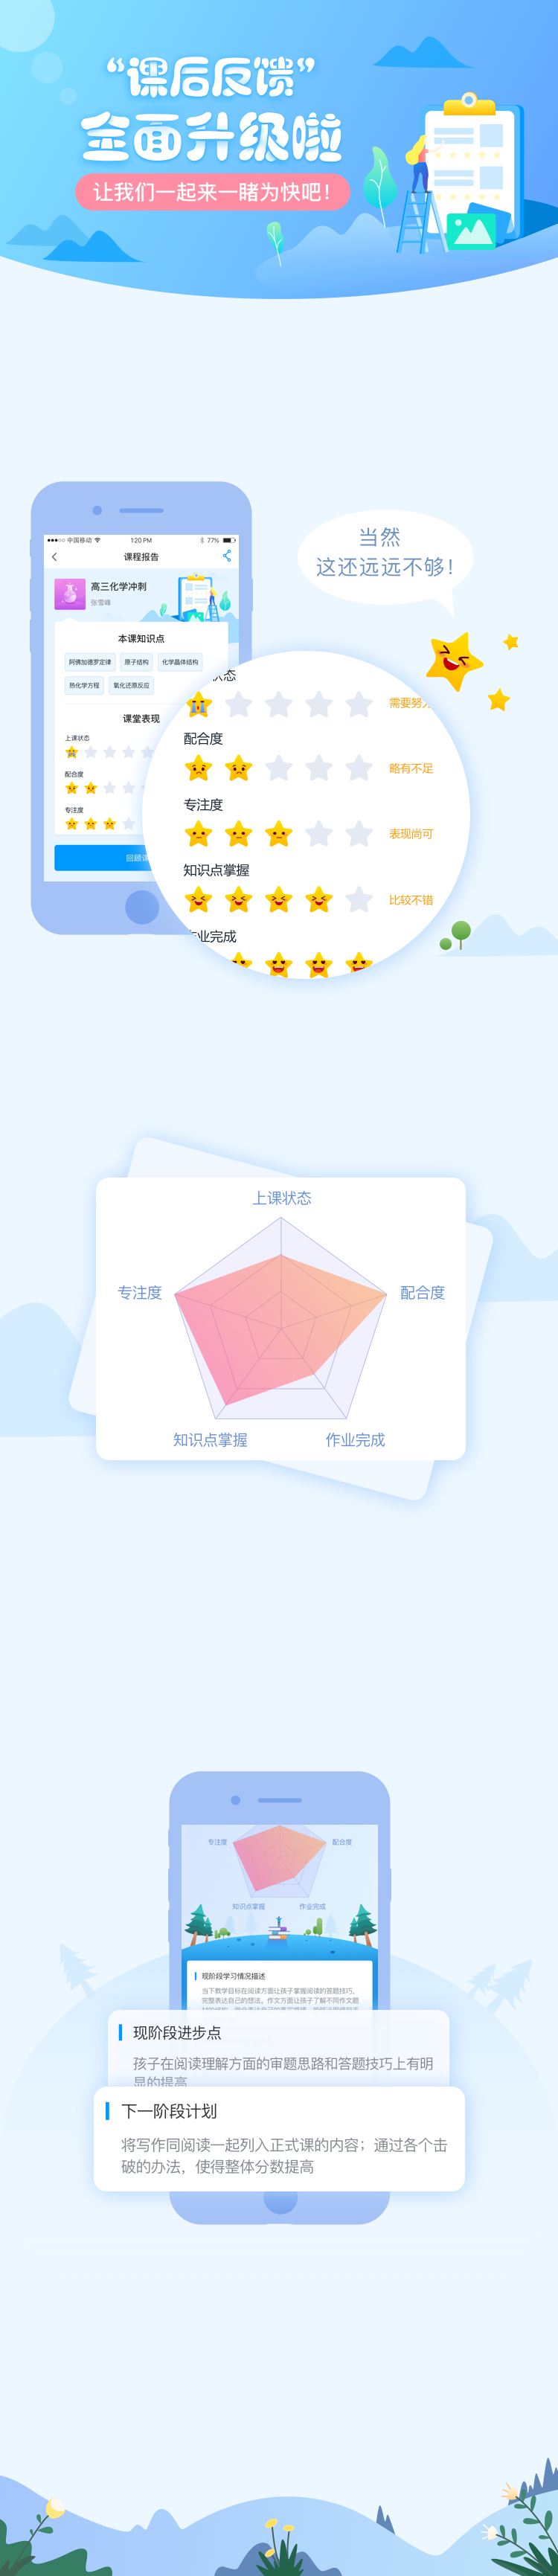 “课后反馈”
全面升级啦
让我们一起来一睹为快吧！
中国移动
1:20 PM
77%
课程报告
高三化学冲刺
张雪峰
本课知识点
阿佛加德罗定律
原子结构
化学晶体结构
热化学方程
氧化还原反应
课堂表现
上课状态
配合度
专注度
当然
这还远远不够！
状态
需要努力
配合度
略有不足
专注度
表现尚可
知识点掌握
比较不错
作业完成
上课状态
专注度
配合度
知识点掌握
作业完成
专注度
配合度
知识点掌握
作业完成
现阶段学习情况描述
当下教学目标在阅读方面让孩子掌握阅读的答题技巧，
完整表达自己的想法。作文方面让孩子了解不同作文题
现阶段进步点
孩子在阅读理解方面的审题思路和答题技巧上有明
显的提高
下一阶段计划
将写作同阅读一起列入正式课的内容；通过各个击
破的办法，使得整体分数提高